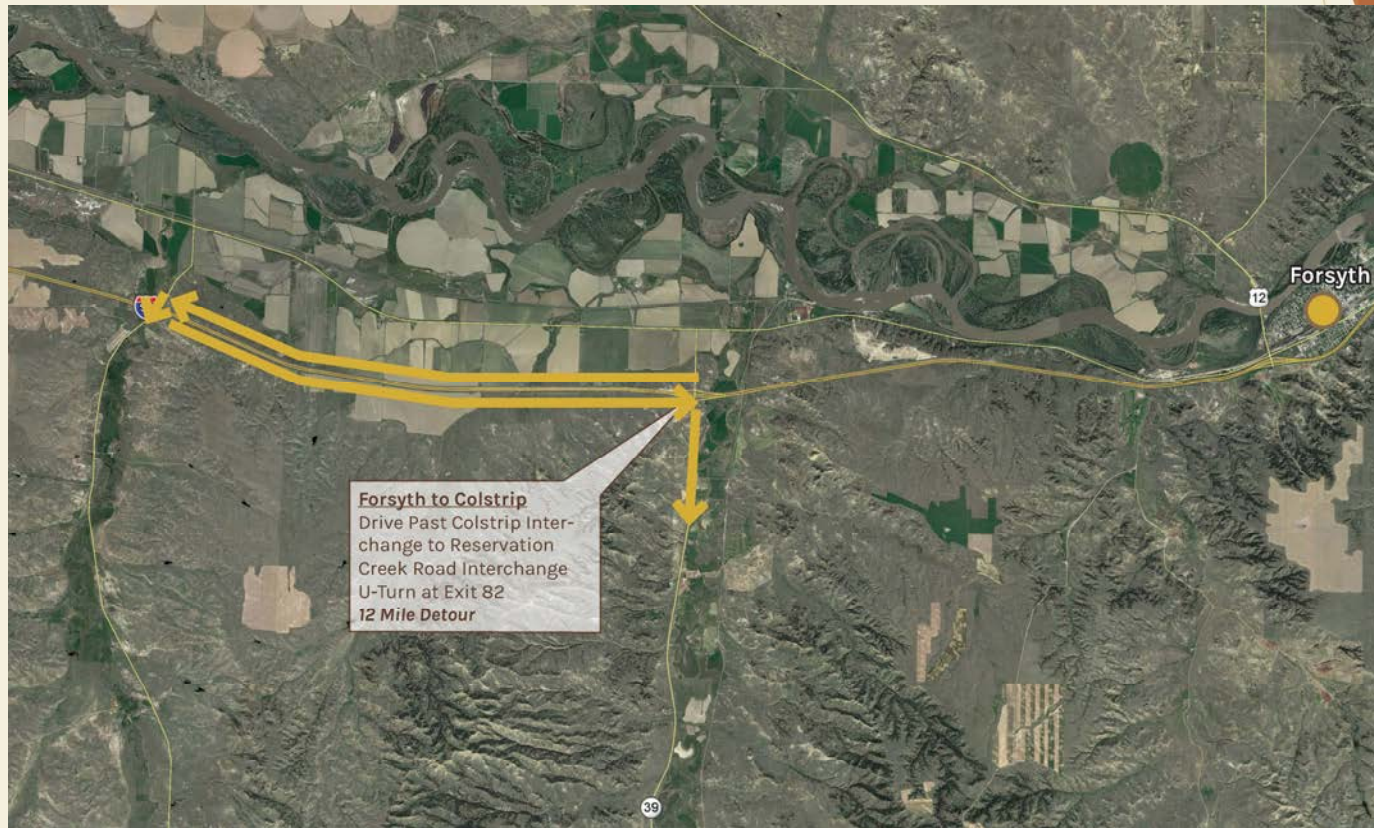 Forsyth
12
Forsyth to Colstrip
Drive Past Colstrip Inter-
change to Reservation
Creek Road Interchange
U-Turn at Exit 82
12 Mile Detour
39